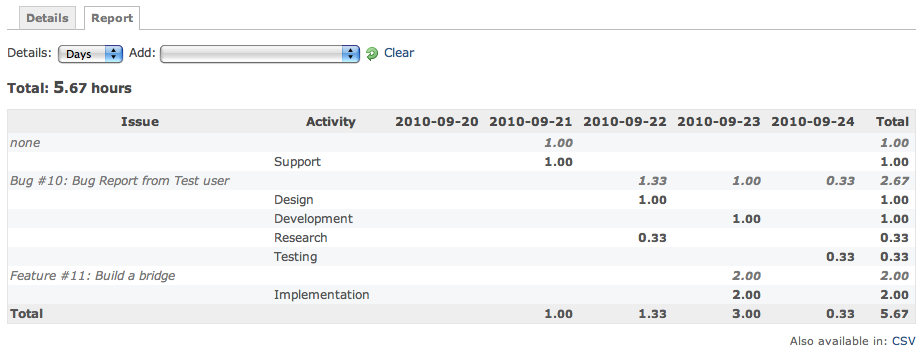 Details Report
Details: Days Add: Clear
Total: 5.67 hours
Issue Activity 2010-09-20 2010-09-21 2010-09-22 2010-09-23 2010-09-24 Total
none 1.00 1.00
Support 1.00 1.00
Bug #10: Bug Report from Test user 1.33 1.00 0.33 2.67
Design 1.00 1.00
Development 1.00 1.00
Research 0.33 0.33
Testing 0.33 0.33
Feature #11: Build a bridge 2.00 2.00
Implementation 2.00 2.00
Total 1.00 1.33 3.00 0.33 5.67
Also available in: CSV